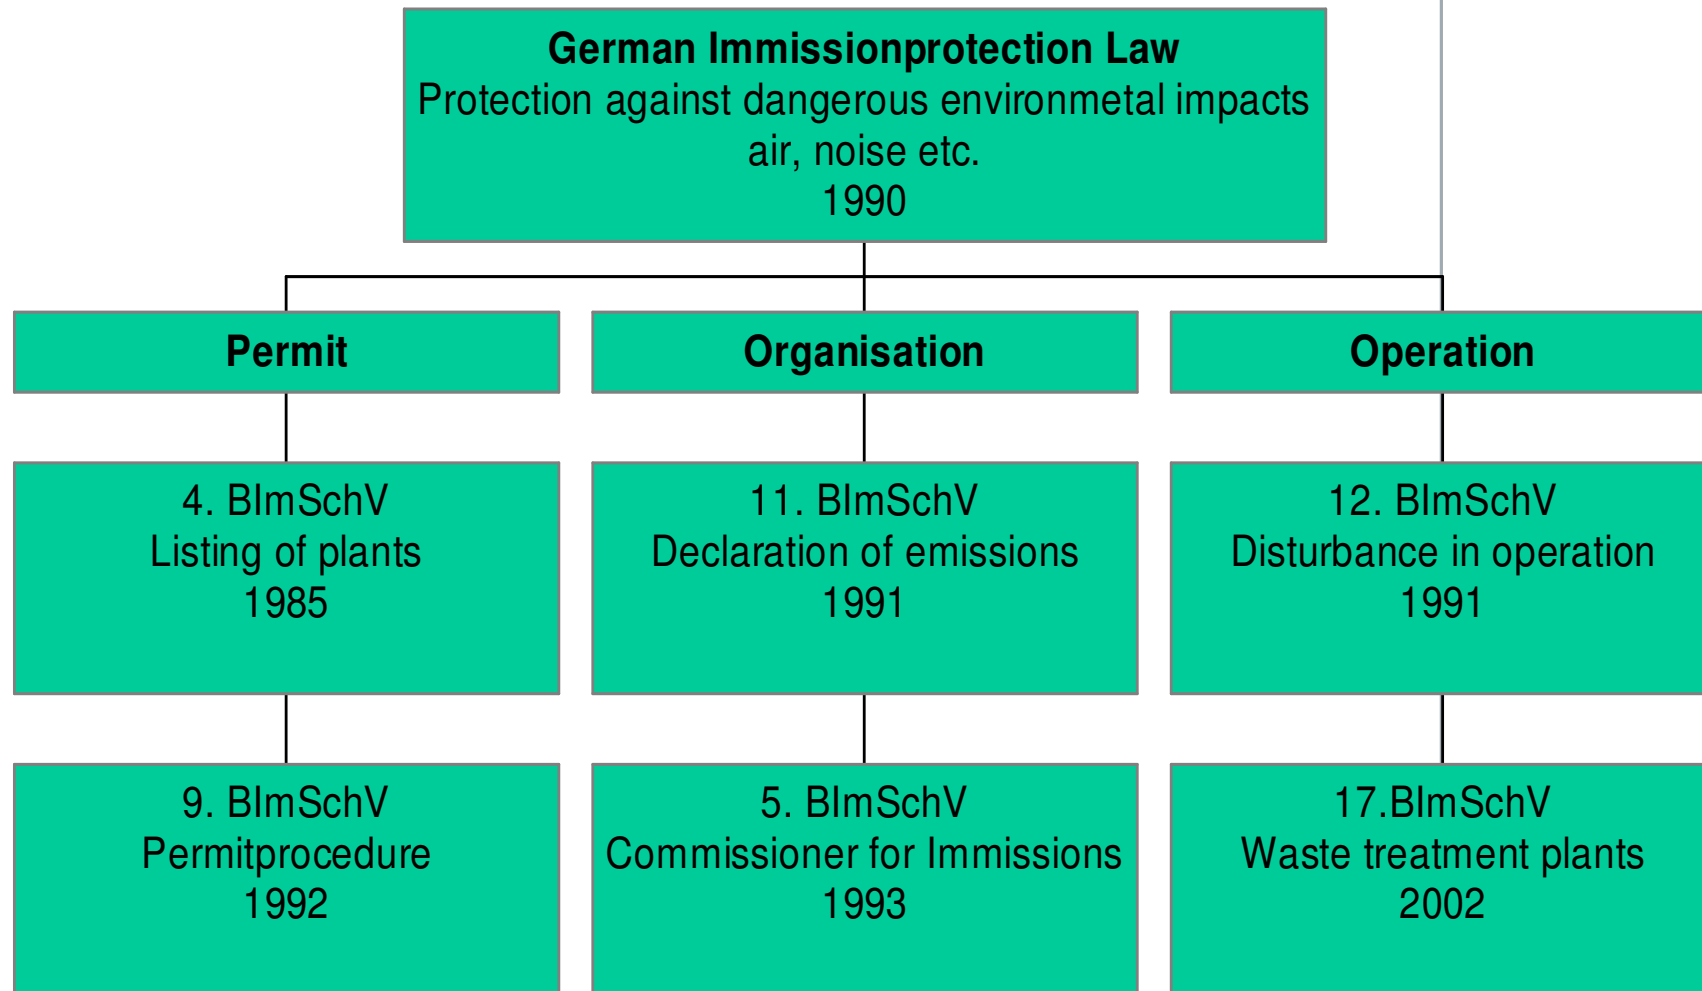 German Immissionprotection Law
Protection against dangerous environmetal impacts
air, noise etc.
1990
Permit
Organisation
Operation
4. BImSchV
Listing of plants
1985
11. BImSchV
Declaration of emissions
1991
12. BImSchV
Disturbance in operation
1991
9. BImSchV
Permitprocedure
1992
5. BImSchV
Commissioner for Immissions
1993
17.BImSchV
Waste treatment plants
2002